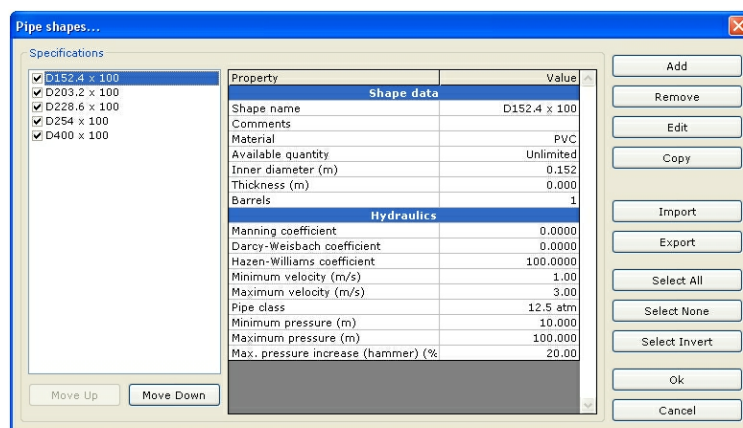 Pipe shapes...
Specifications
D152.4 x 100
D203.2 x 100
D228.6 x 100
D254 x 100
D400 x 100
Move Up
Move Down
Property Value
Shape data
Shape name D152.4 x 100
Comments
Material PVC
Available quantity Unlimited
Inner diameter (m) 0.152
Thickness (m) 0.000
Barrels 1
Hydraulics
Manning coefficient 0.0000
Darcy-Weisbach coefficient 0.0000
Hazen-Williams coefficient 100.0000
Minimum velocity (m/s) 1.00
Maximum velocity (m/s) 3.00
Pipe class 12.5 atm
Minimum pressure (m) 10.000
Maximum pressure (m) 100.000
Max. pressure increase (hammer) (% 20.00
Add
Remove
Edit
Copy
Import
Export
Select All
Select None
Select Invert
Ok
Cancel